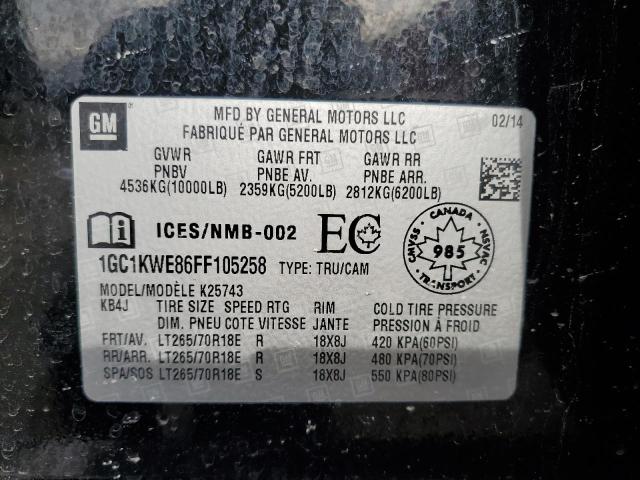 GM
MFD BY GENERAL MOTORS LLC
FABRIQUÉ PAR GENERAL MOTORS LLC
02/14
GVWR GAWR FRT GAWR RR
PNBV PNBE AV. PNBE ARR.
4536KG(10000LB) 2359KG(5200LB) 2812KG(6200LB)
ICES/NMB-002 EC
CANADA
CMVSS 985 NSVAC
TRANSPORT
1GC1KWE86FF105258 TYPE: TRU/CAM
MODEL/MODÈLE K25743
KB4J TIRE SIZE SPEED RTG RIM COLD TIRE PRESSURE
DIM. PNEU COTE VITESSE JANTE PRESSION À FROID
FRT/AV. LT265/70R18E R 18X8J 420 KPA(60PSI)
RR/ARR. LT265/70R18E R 18X8J 480 KPA(70PSI)
SPA/SOS LT265/70R18E S 18X8J 550 KPA(80PSI)